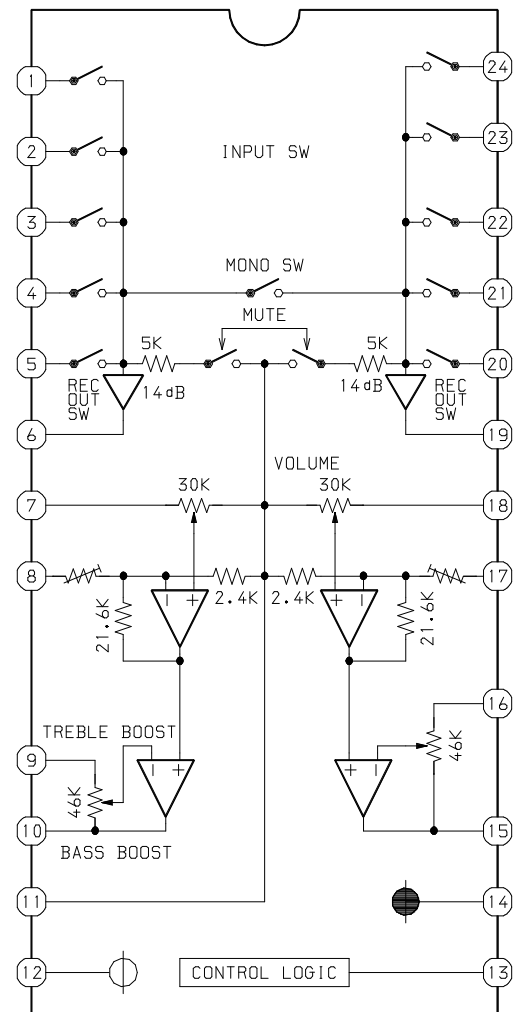 1
24
2
INPUT SW
23
3
22
4
MONO SW
21
MUTE
5
5K
5K
20
REC
OUT
SW
14dB
14dB
REC
OUT
SW
6
19
VOLUME
7
30K
30K
18
8
2.4K
2.4K
17
21.6K
21.6K
− +
+ −
16
TREBLE BOOST
9
46K
46K
− +
+ −
10
15
BASS BOOST
11
14
12
CONTROL LOGIC
13